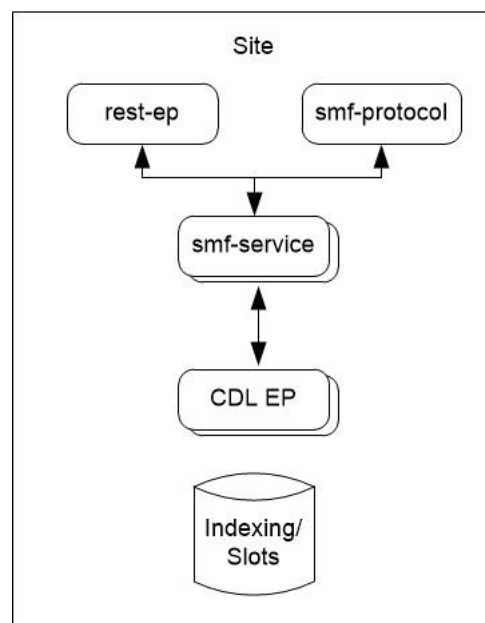 Site
rest-ep
smf-protocol
smf-service
CDL EP
Indexing/
Slots